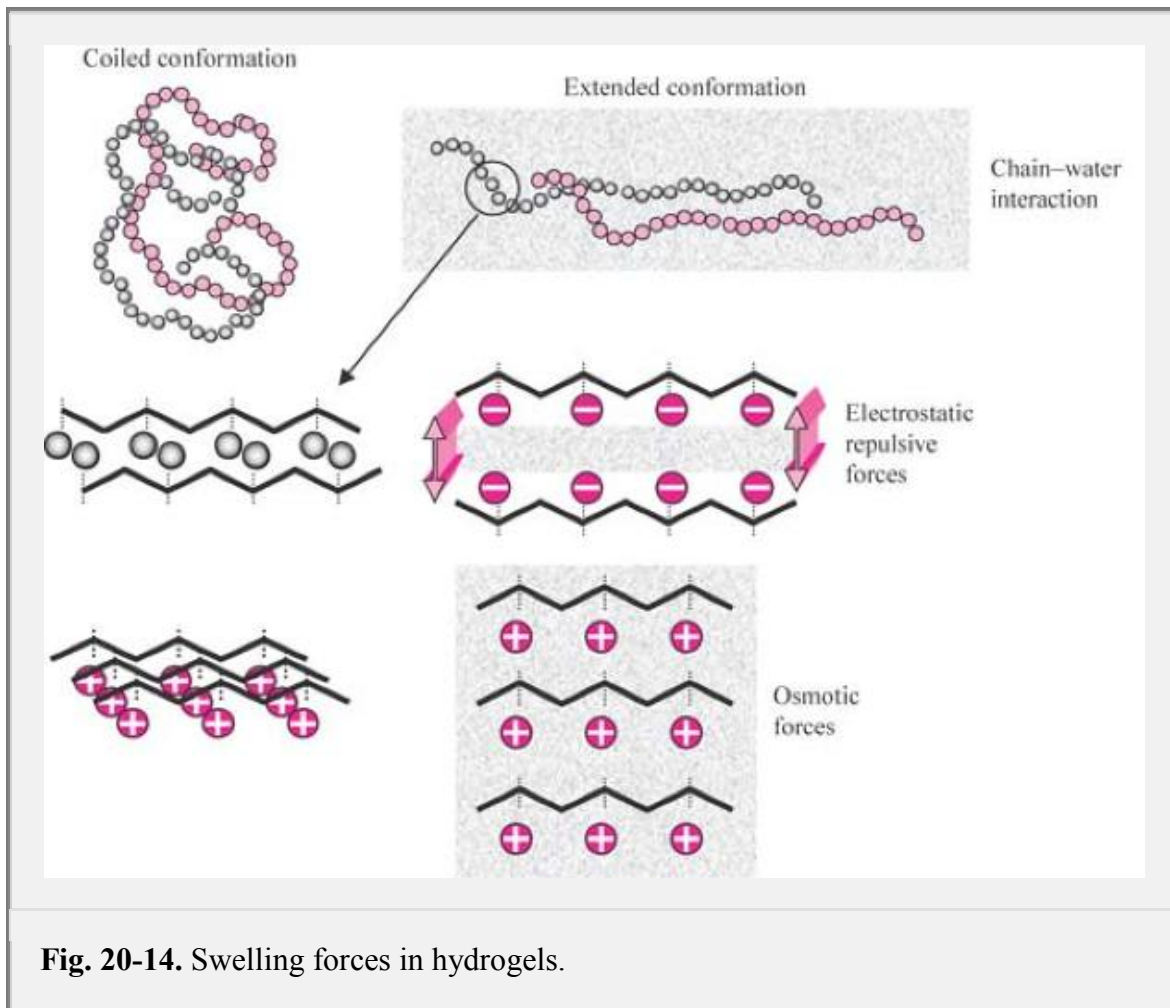 Coiled conformation
Extended conformation
Chain–water
interaction
Electrostatic
repulsive
forces
Osmotic
forces
Fig. 20-14. Swelling forces in hydrogels.